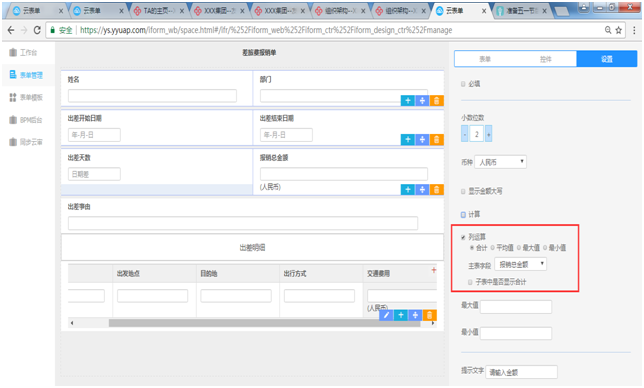 云表单
云表单
TA的主页--X
XXX集团--次
XXX集团--次
组织架构--X
组织架构--X
云表单
准备五一节
安全
https://ys.yyuap.com/iform_wb/space.html#/ifr/%252Fiform_web%252Fiform_ctr%252Fiform_design_ctr%252Fmanage
工作台
表单管理
表单模板
BPM后台
同步云审
差旅费报销单
姓名
部门
出差开始日期
出差结束日期
年-月-日
年-月-日
出差天数
报销总金额
日期差
(人民币)
出差事由
出差明细
出发地点
目的地
出行方式
交通费用
(人民币)
表单
控件
设置
必填
小数位数
- 2 +
币种 人民币
显示金额大写
计算
列运算
合计 平均值 最大值 最小值
主表字段 报销总金额
子表中是否显示合计
最大值
最小值
提示文字 请输入金额